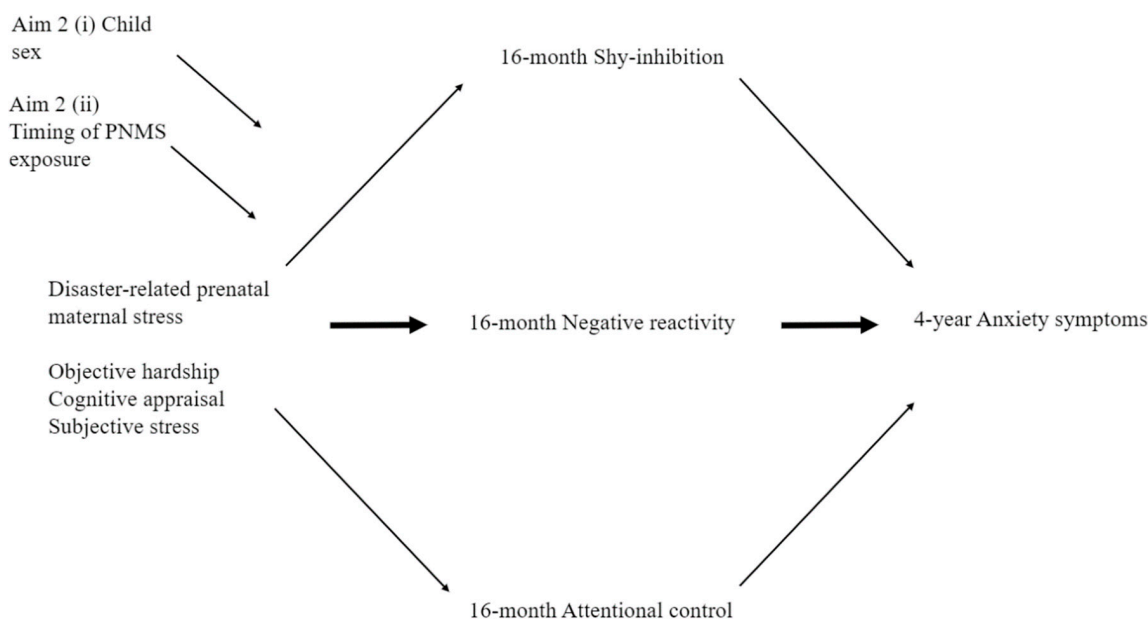 Aim 2 (i) Child
sex
Aim 2 (ii)
Timing of PNMS
exposure
16-month Shy-inhibition
Disaster-related prenatal
maternal stress
Objective hardship
Cognitive appraisal
Subjective stress
16-month Negative reactivity
4-year Anxiety symptoms
16-month Attentional control